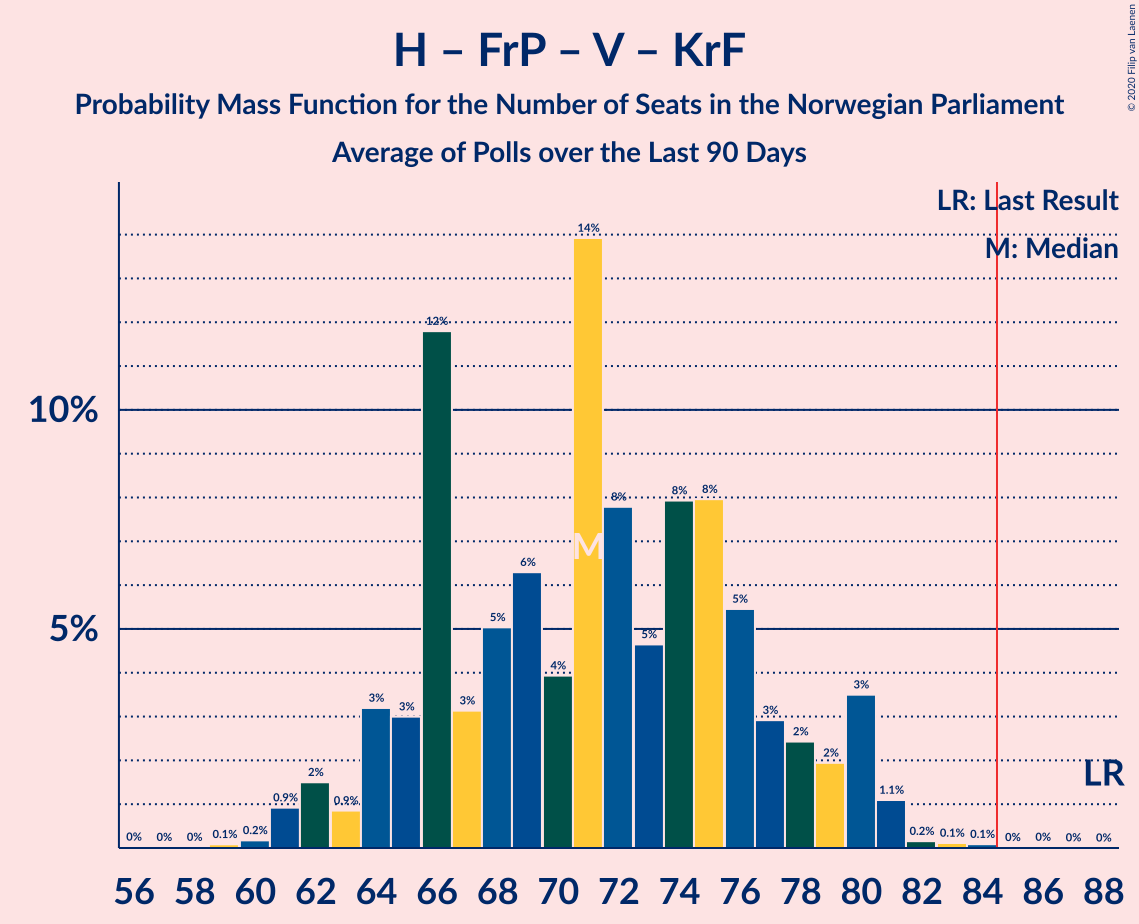 H – FrP – V – KrF
Probability Mass Function for the Number of Seats in the Norwegian Parliament
Average of Polls over the Last 90 Days
© 2020 Filip van Laenen
LR: Last Result
M: Median
14%
12%
10%
8%
8%
8%
M
6%
5%
5%
5%
5%
4%
3%
3%
3%
3%
3%
2%
2%
2%
LR
0.9%
0.9%
1.1%
0% 0% 0% 0.1% 0.2% 0.2% 0.1% 0.1% 0% 0% 0% 0%
56 58 60 62 64 66 68 70 72 74 76 78 80 82 84 86 88